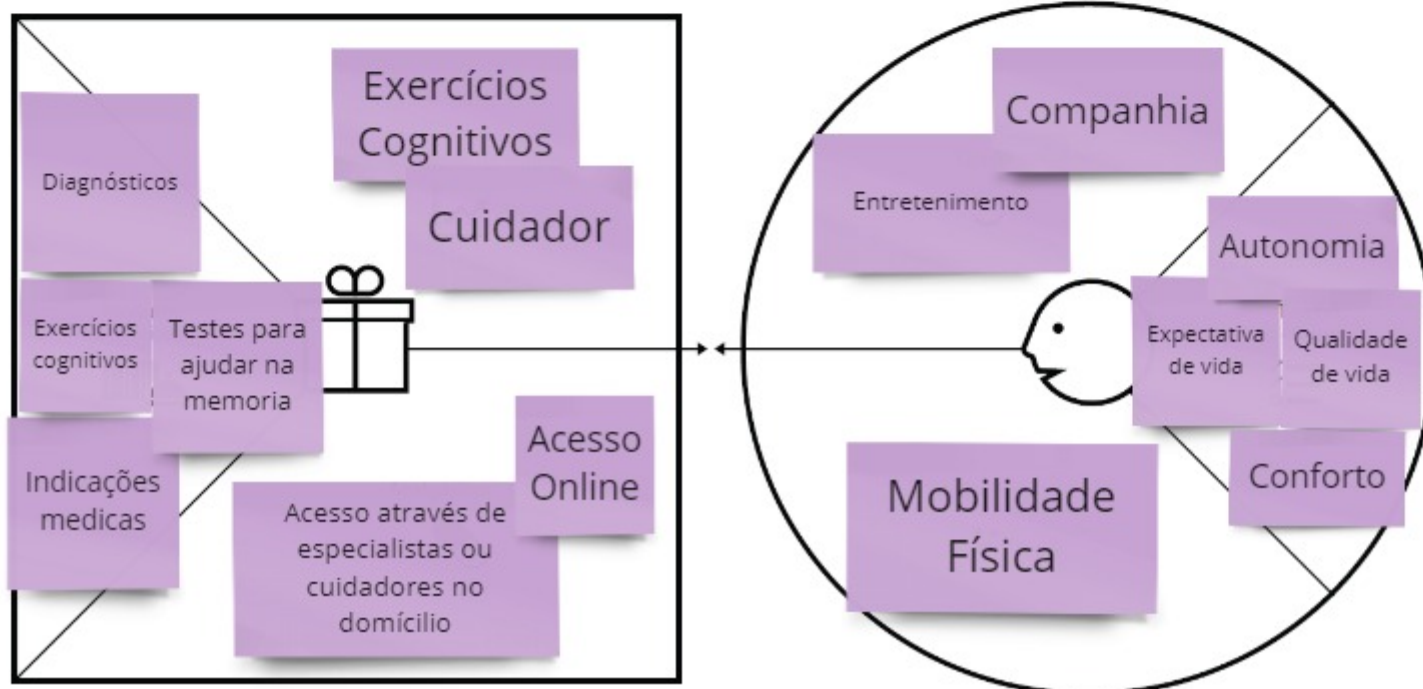 Exercícios
Cognitivos
Cuidador
Diagnósticos
Exercícios
cognitivos
Testes para
ajudar na
memoria
Indicações
medicas
Acesso
Online
Acesso através de
especialistas ou
cuidadores no
domícilio
Companhia
Entretenimento
Autonomia
Expectativa
de vida
Qualidade
de vida
Conforto
Mobilidade
Física